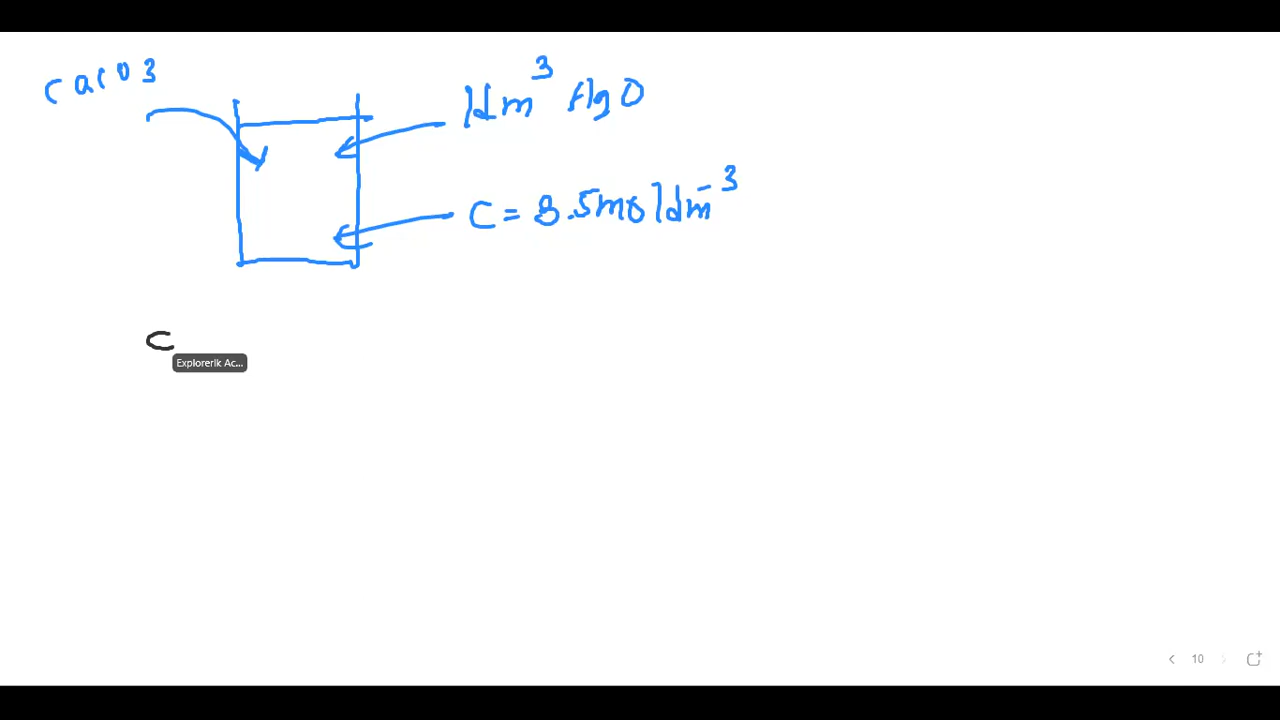 CaCO3
1dm³ H2O
C = 8.5mol dm⁻³
C
Explorerik Ac...
10